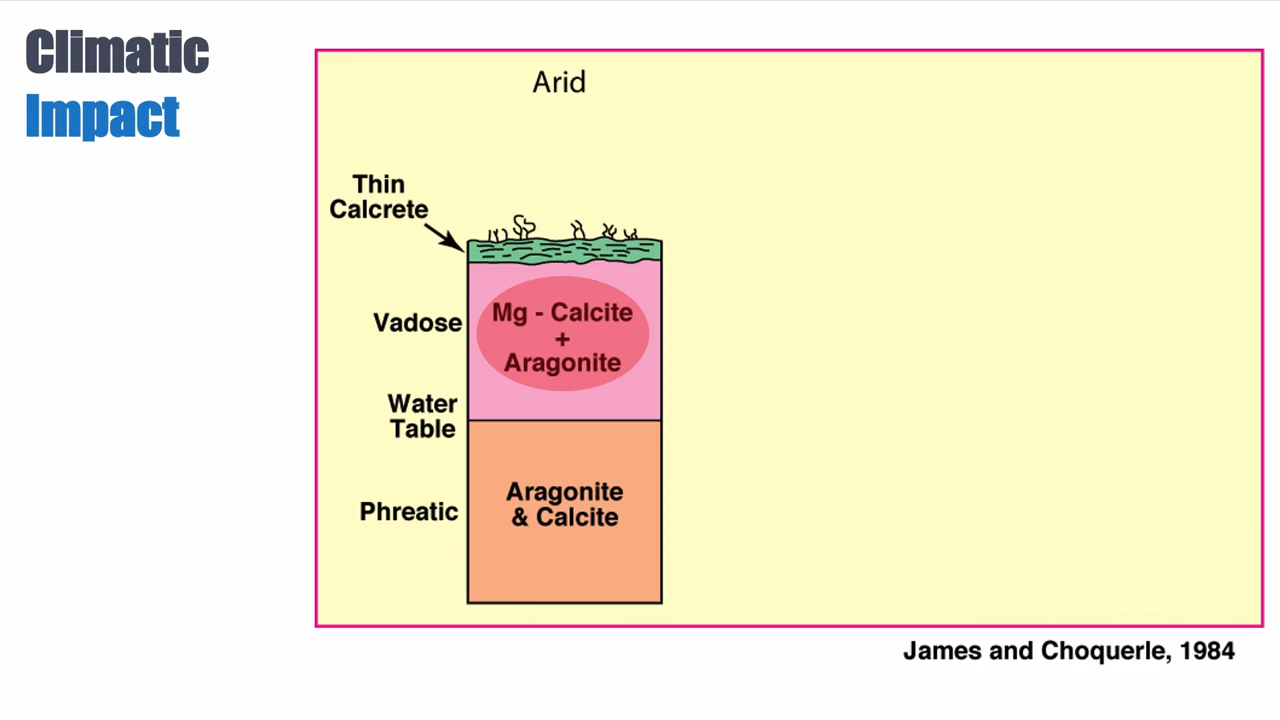 Climatic
Impact
Arid
Thin
Calcrete
Vadose
Mg - Calcite
+
Aragonite
Water
Table
Phreatic
Aragonite
& Calcite
James and Choquerle, 1984